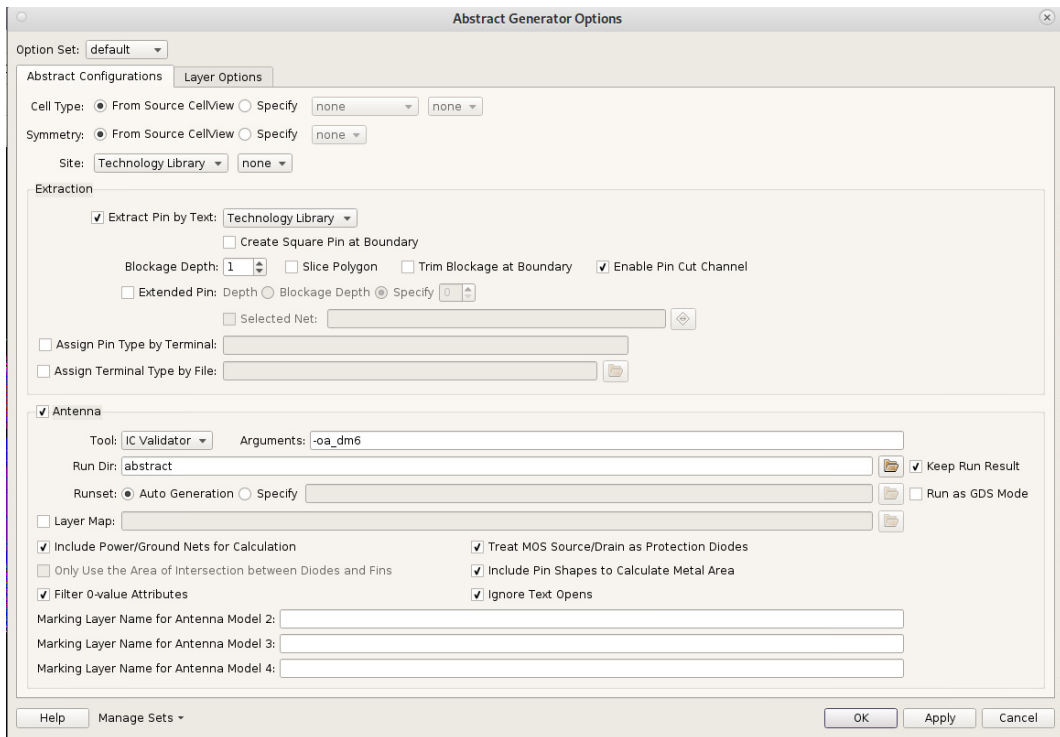 Abstract Generator Options
Option Set: default
Abstract Configurations Layer Options
Cell Type: From Source CellView Specify none none
Symmetry: From Source CellView Specify none
Site: Technology Library none
Extraction
Extract Pin by Text: Technology Library
Create Square Pin at Boundary
Blockage Depth: 1 Slice Polygon Trim Blockage at Boundary Enable Pin Cut Channel
Extended Pin: Depth Blockage Depth Specify 0
Selected Net:
Assign Pin Type by Terminal:
Assign Terminal Type by File:
Antenna
Tool: IC Validator Arguments: -oa_dm6
Run Dir: abstract Keep Run Result
Runset: Auto Generation Specify Run as GDS Mode
Layer Map:
Include Power/Ground Nets for Calculation Treat MOS Source/Drain as Protection Diodes
Only Use the Area of Intersection between Diodes and Fins Include Pin Shapes to Calculate Metal Area
Filter 0-value Attributes Ignore Text Opens
Marking Layer Name for Antenna Model 2:
Marking Layer Name for Antenna Model 3:
Marking Layer Name for Antenna Model 4:
Help Manage Sets OK Apply Cancel